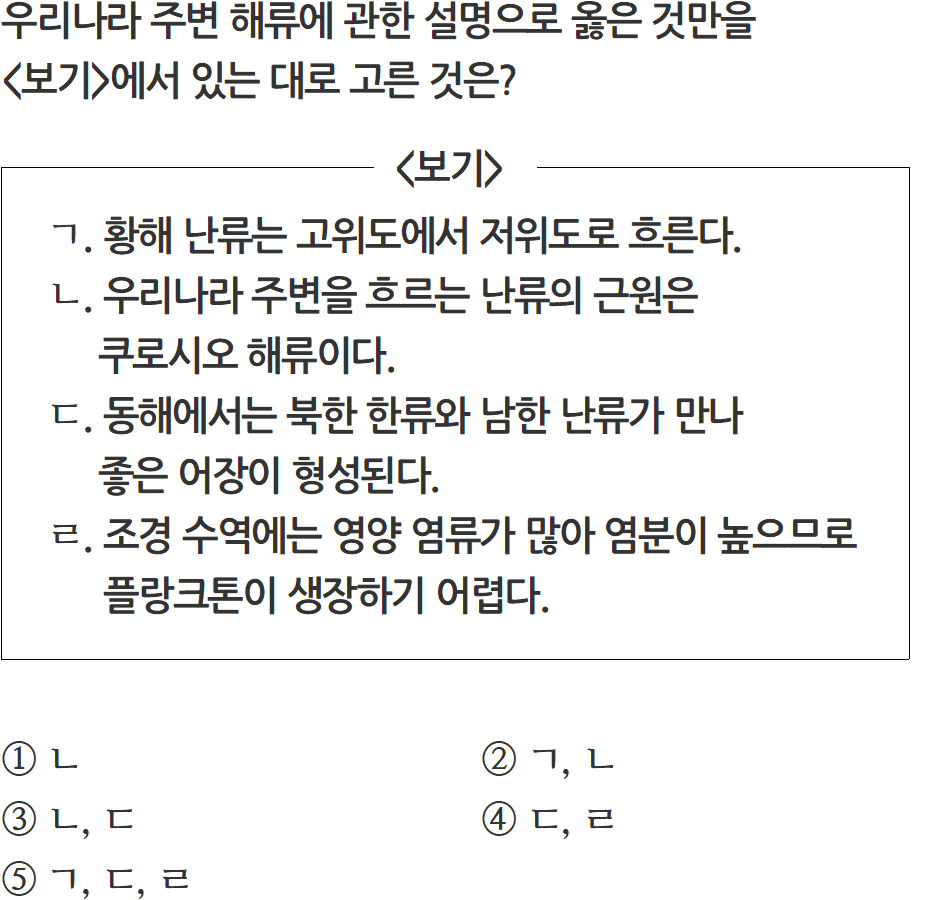 우리나라 주변 해류에 관한 설명으로 옳은 것만을
<보기>에서 있는 대로 고른 것은?
<보기>
ㄱ. 황해 난류는 고위도에서 저위도로 흐른다.
ㄴ. 우리나라 주변을 흐르는 난류의 근원은
쿠로시오 해류이다.
ㄷ. 동해에서는 북한 한류와 남한 난류가 만나
좋은 어장이 형성된다.
ㄹ. 조경 수역에는 영양 염류가 많아 염분이 높으므로
플랑크톤이 생장하기 어렵다.
① ㄴ ② ㄱ, ㄴ
③ ㄴ, ㄷ ④ ㄷ, ㄹ
⑤ ㄱ, ㄷ, ㄹ